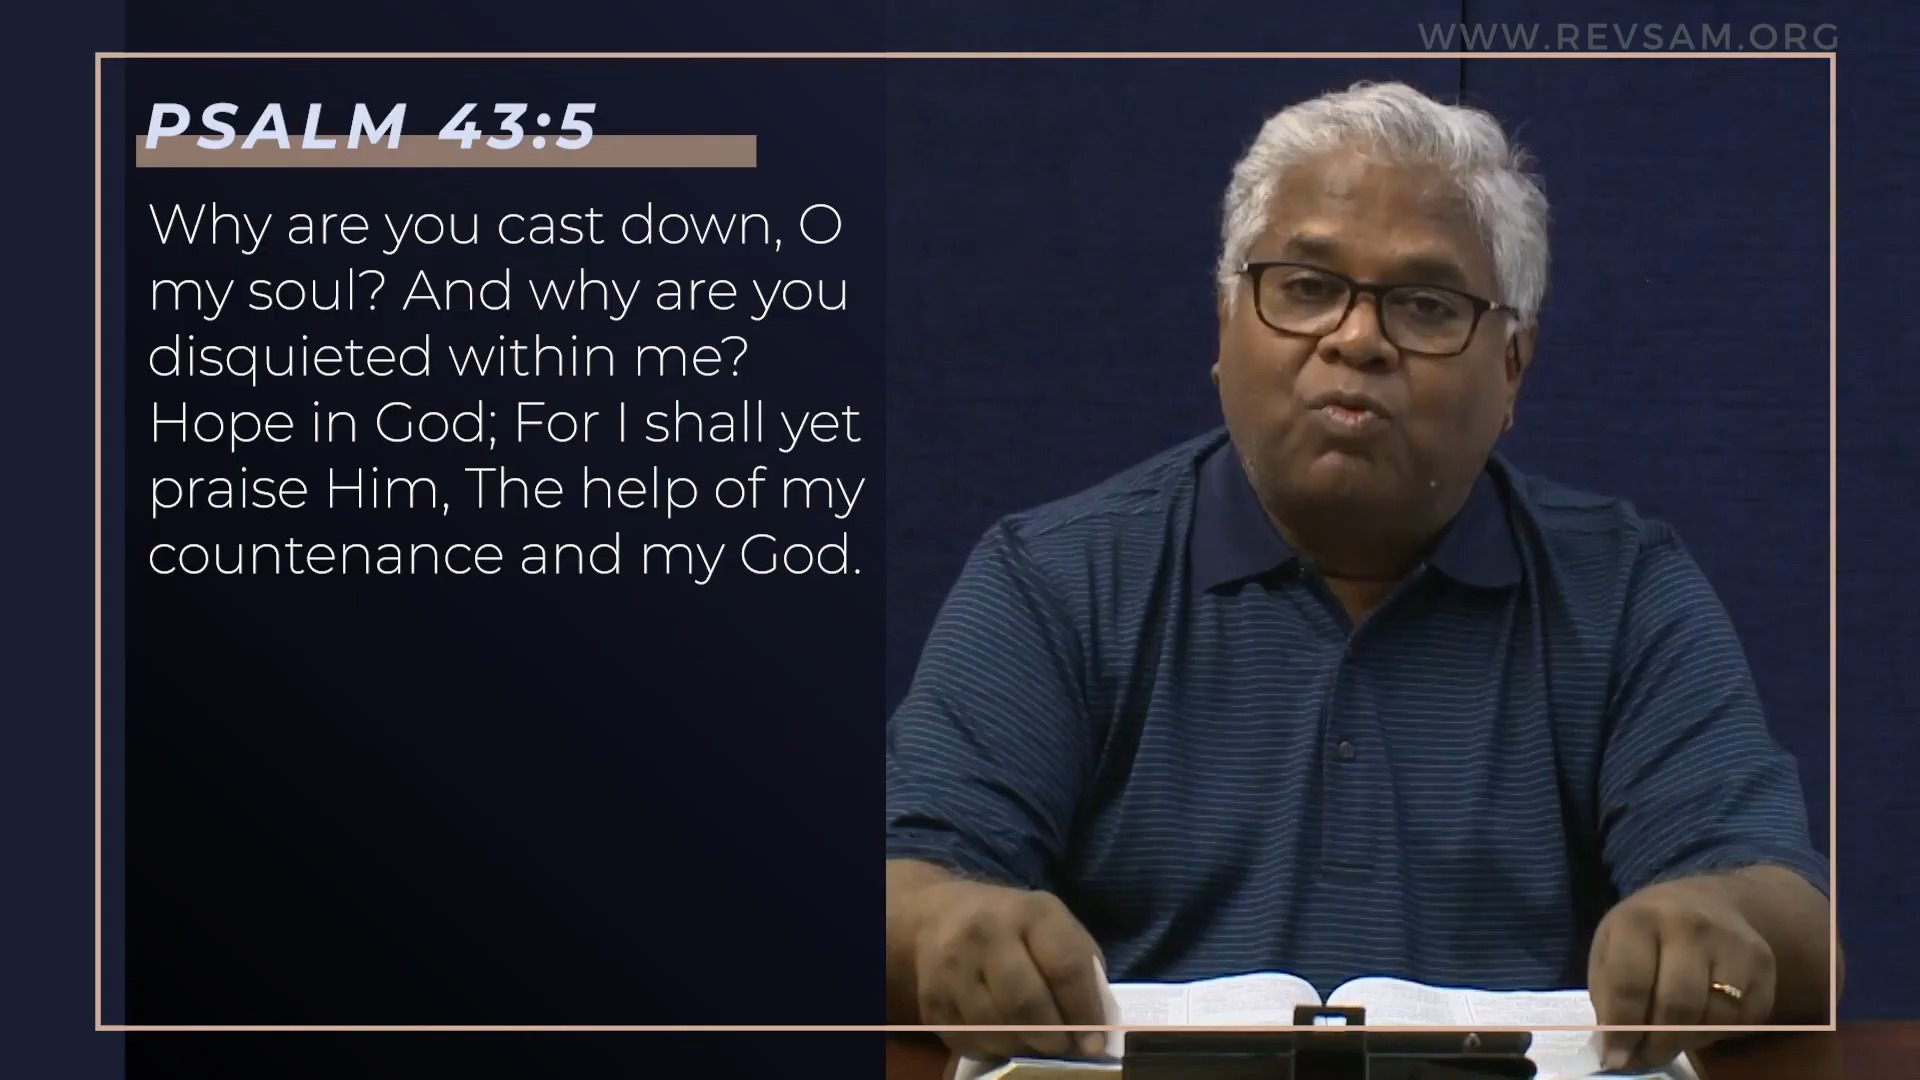 WWW.REVSAM.ORG
PSALM 43:5
Why are you cast down, O
my soul? And why are you
disquieted within me?
Hope in God; For I shall yet
praise Him, The help of my
countenance and my God.